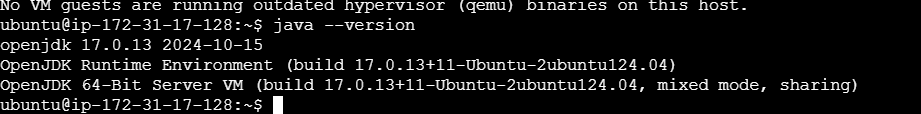 No VM guests are running outdated hypervisor (qemu) binaries on this host.
ubuntu@ip-172-31-17-128:~$ java --version
openjdk 17.0.13 2024-10-15
OpenJDK Runtime Environment (build 17.0.13+11-Ubuntu-2ubuntu124.04)
OpenJDK 64-Bit Server VM (build 17.0.13+11-Ubuntu-2ubuntu124.04, mixed mode, sharing)
ubuntu@ip-172-31-17-128:~$